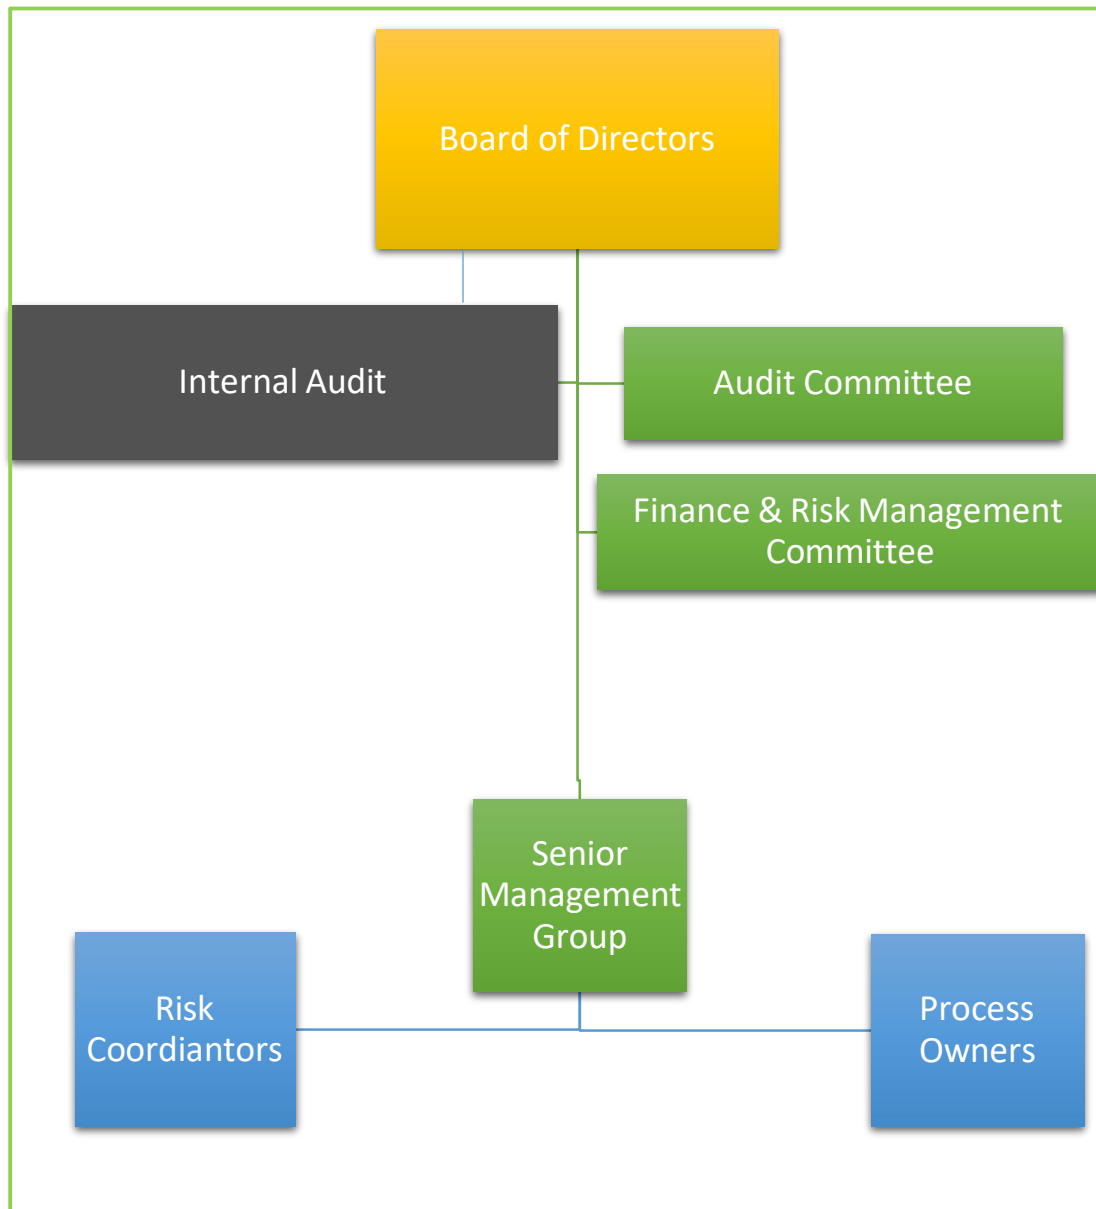 Board of Directors
Internal Audit
Audit Committee
Finance & Risk Management
Committee
Senior
Management
Group
Risk
Coordiantors
Process
Owners